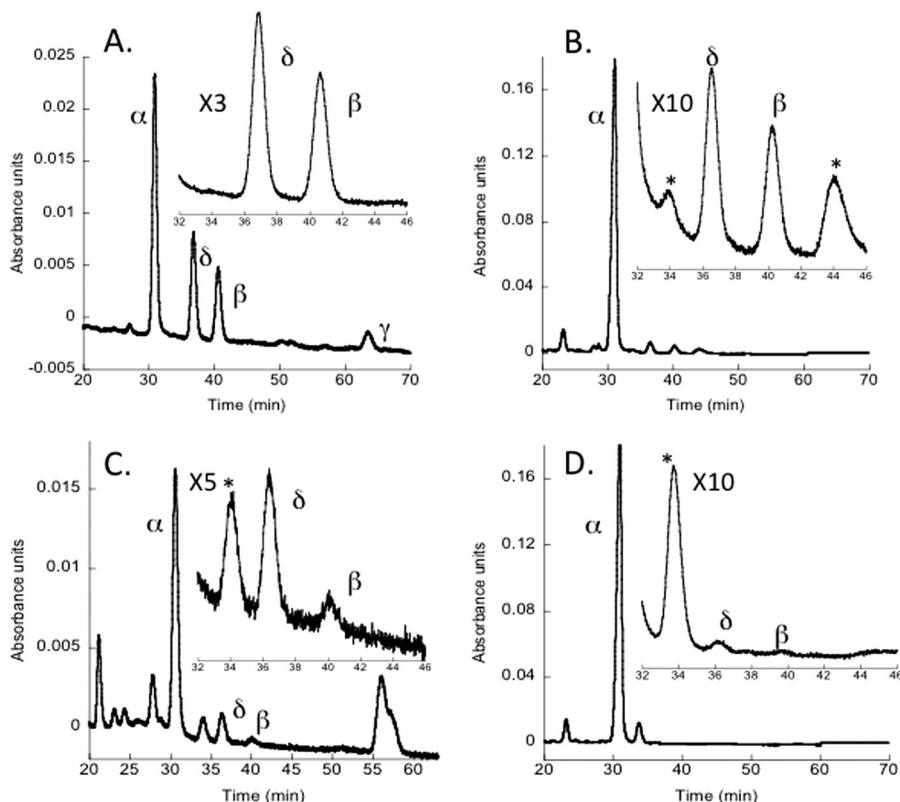 A.
0.025
0.02
0.015
0.01
0.005
0
-0.005
Absorbance units
α
X3
δ
β
32 34 36 38 40 42 44 46
δ
β
γ
20 30 40 50 60 70
Time (min)
B.
0.16
0.12
0.08
0.04
0
Absorbance units
α
X10
δ
β
*
*
32 34 36 38 40 42 44 46
20 30 40 50 60 70
Time (min)
C.
0.015
0.01
0.005
0
Absorbance units
α
X5 *
δ
β
32 34 36 38 40 42 44 46
δ
β
20 25 30 35 40 45 50 55 60
Time (min)
D.
0.16
0.12
0.08
0.04
0
Absorbance units
α
*
X10
δ
β
32 34 36 38 40 42 44 46
20 30 40 50 60 70
Time (min)